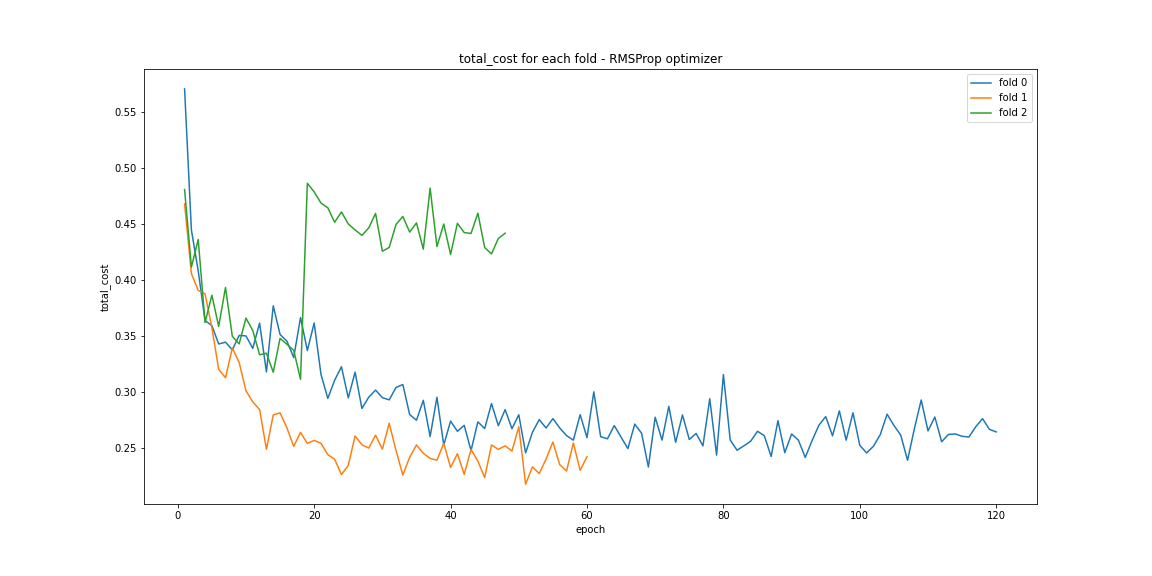 total_cost for each fold - RMSProp optimizer
fold 0
fold 1
fold 2
0.55
0.50
0.45
0.40
0.35
0.30
0.25
total_cost
0 20 40 60 80 100 120
epoch